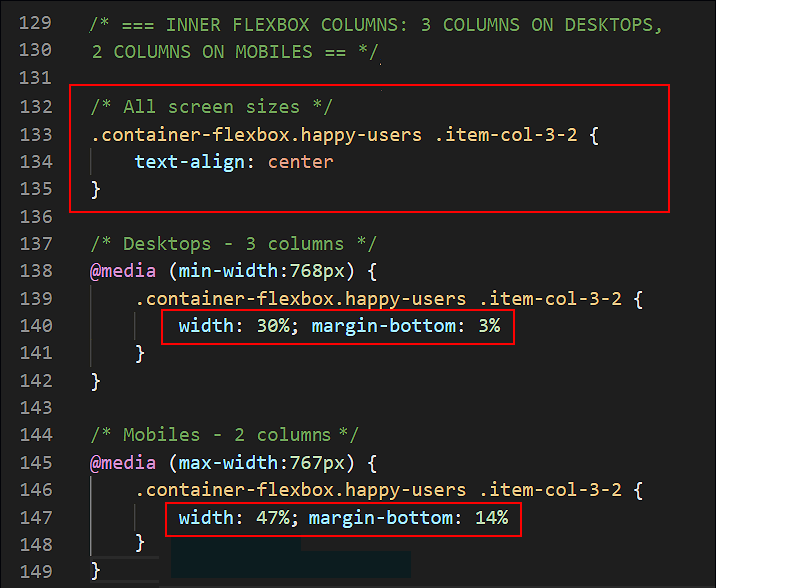 129 /* === INNER FLEXBOX COLUMNS: 3 COLUMNS ON DESKTOPS,
130 2 COLUMNS ON MOBILES == */
131
132 /* All screen sizes */
133 .container-flexbox.happy-users .item-col-3-2 {
134     text-align: center
135 }
136
137 /* Desktops - 3 columns */
138 @media (min-width:768px) {
139     .container-flexbox.happy-users .item-col-3-2 {
140         width: 30%; margin-bottom: 3%
141     }
142 }
143
144 /* Mobiles - 2 columns */
145 @media (max-width:767px) {
146     .container-flexbox.happy-users .item-col-3-2 {
147         width: 47%; margin-bottom: 14%
148     }
149 }